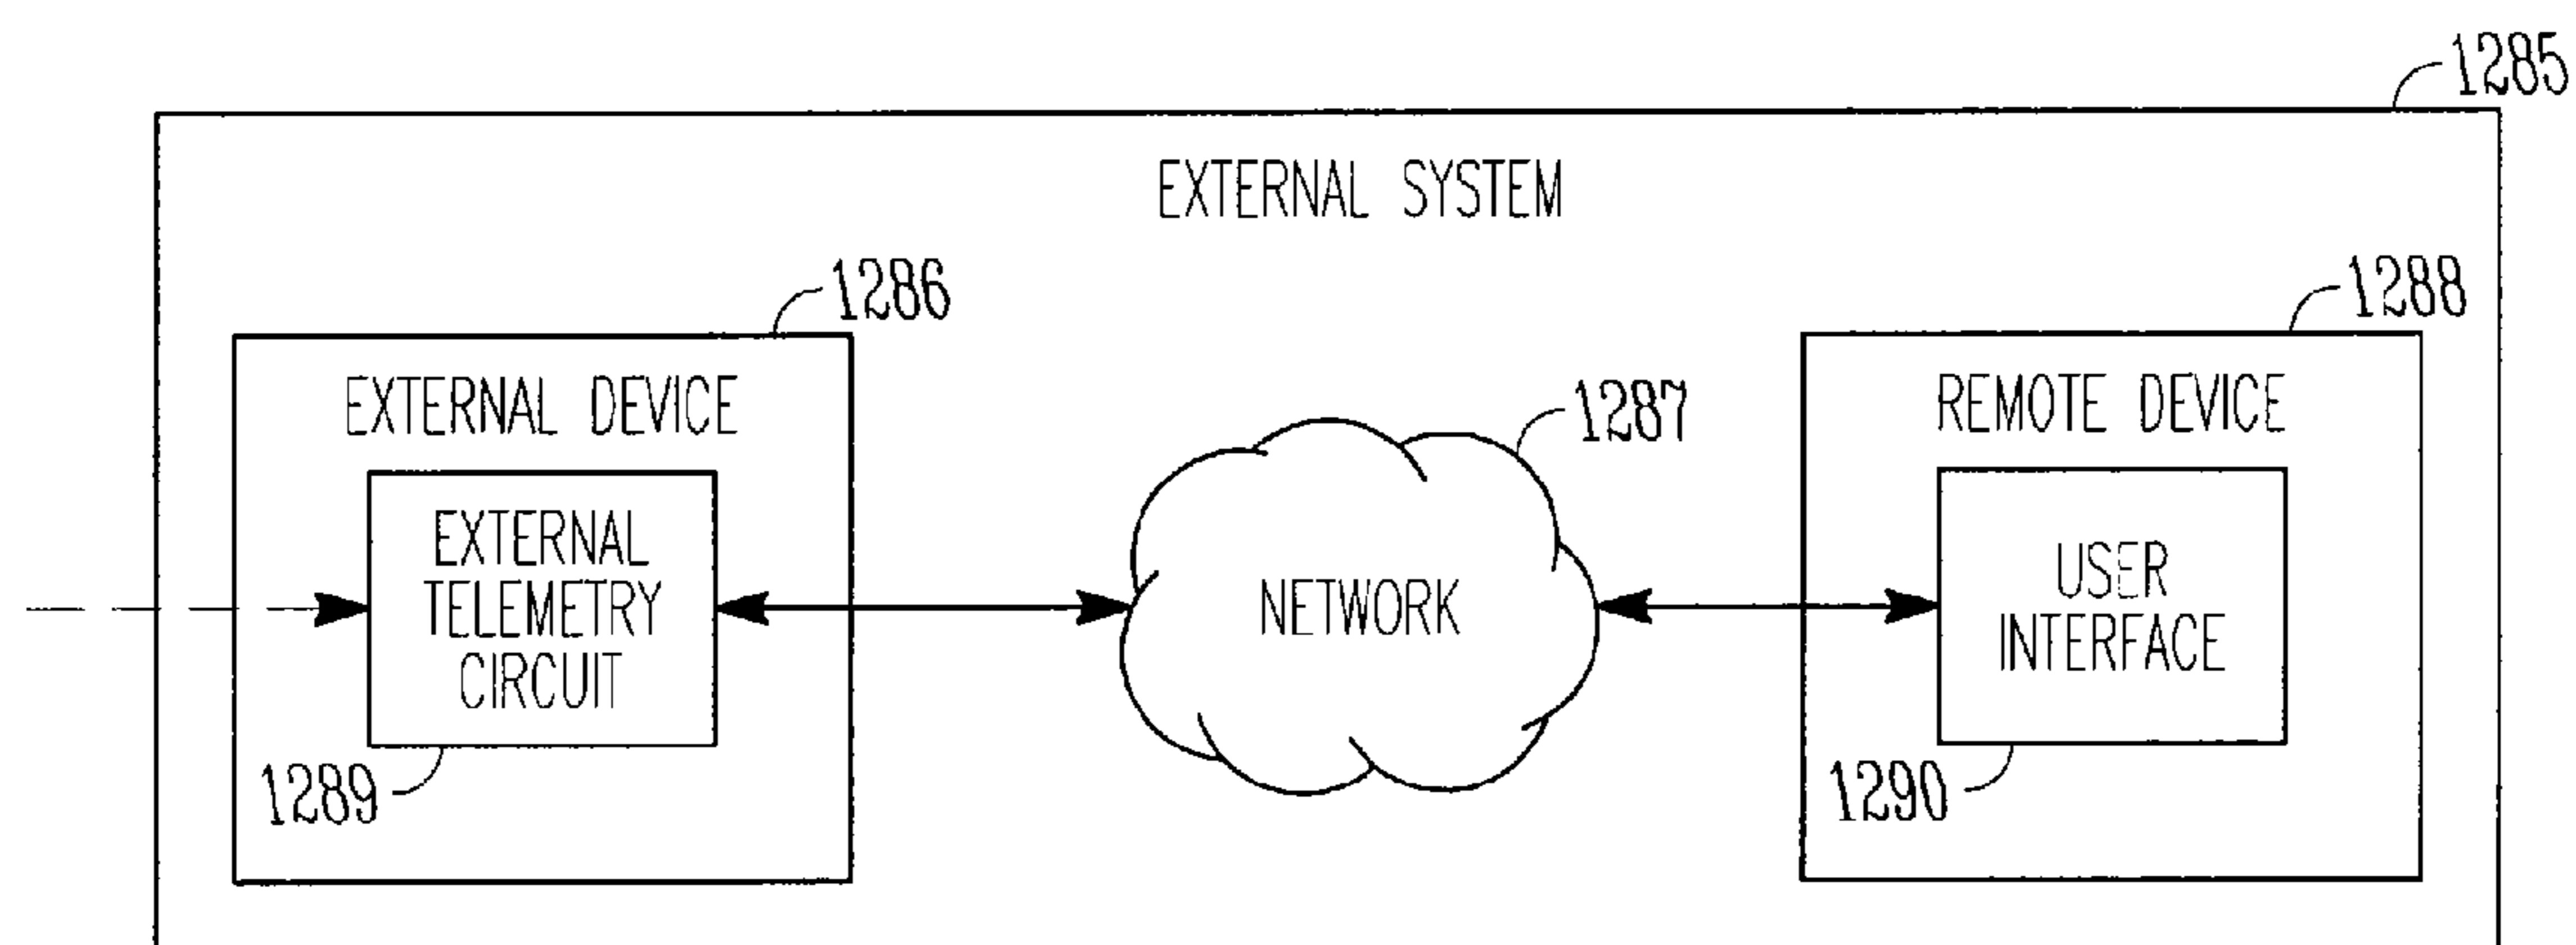 1285
EXTERNAL SYSTEM
1286
1288
EXTERNAL DEVICE
1287
REMOTE DEVICE
EXTERNAL
TELEMETRY
CIRCUIT
NETWORK
USER
INTERFACE
1289
1290